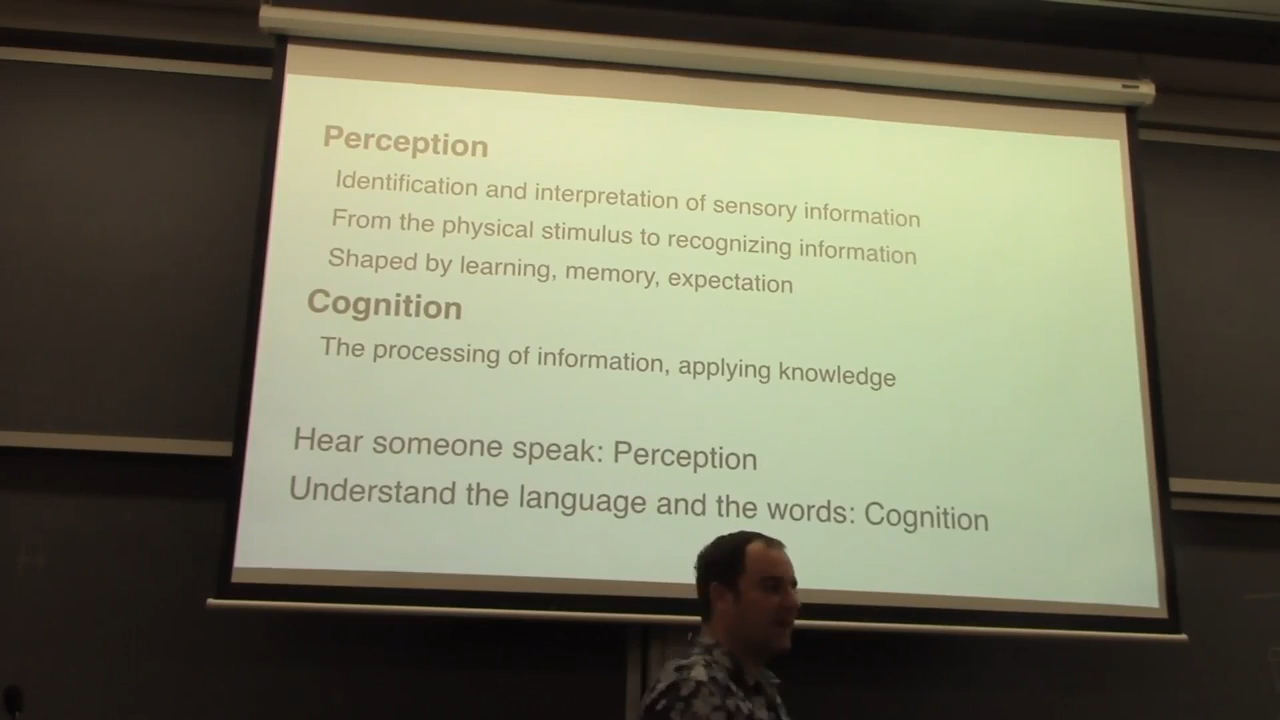 Perception
Identification and interpretation of sensory information
From the physical stimulus to recognizing information
Shaped by learning, memory, expectation
Cognition
The processing of information, applying knowledge
Hear someone speak: Perception
Understand the language and the words: Cognition